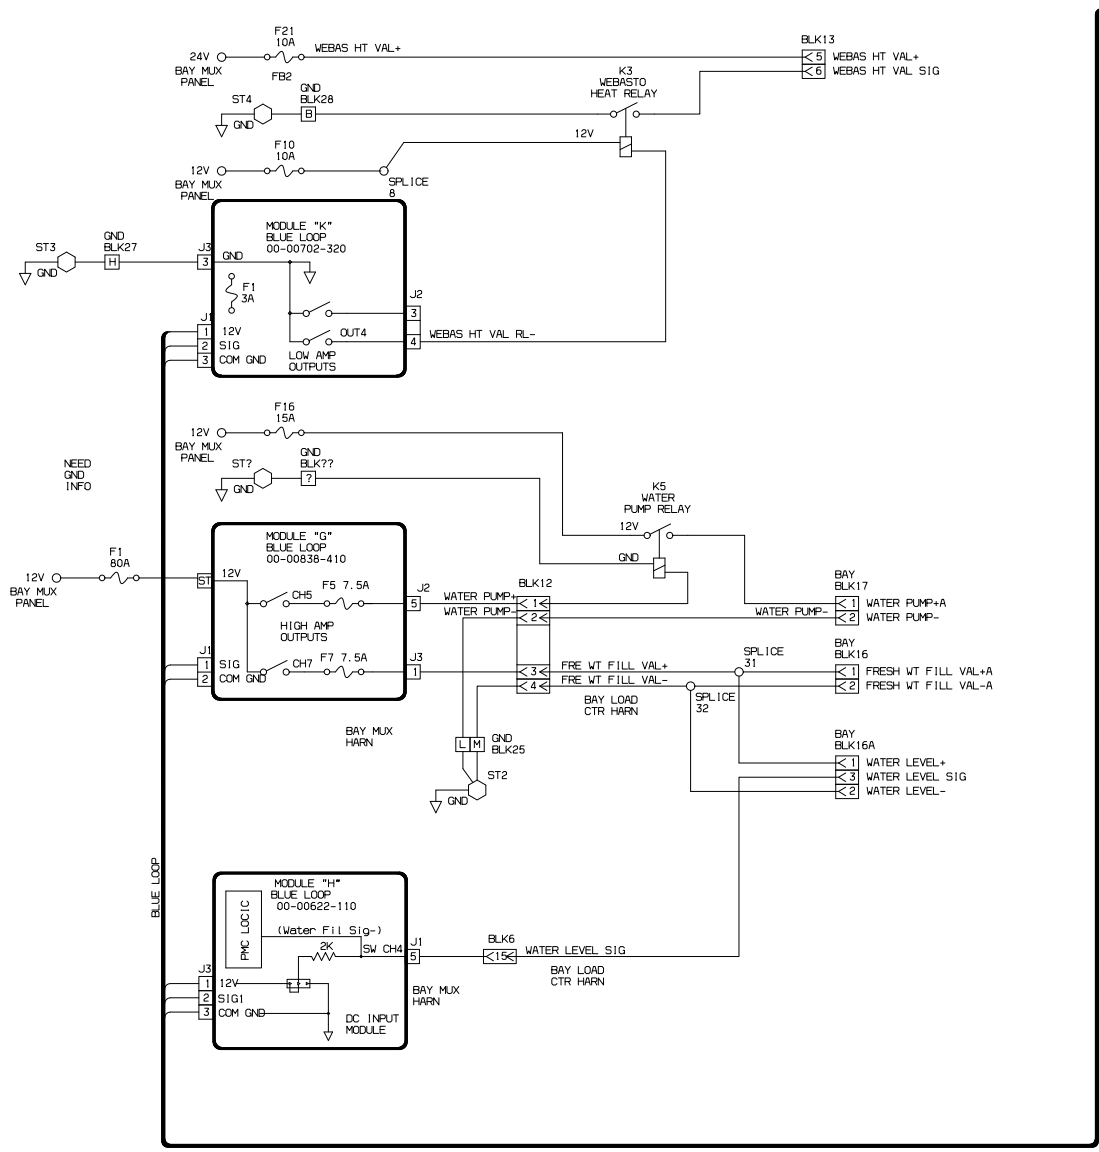 F21
10A
WEBAS HT VAL+
24V
BAY MUX
PANEL
FB2
BLK13
5 WEBAS HT VAL+
6 WEBAS HT VAL SIG
K3
WEBASTO
HEAT RELAY
ST4
GND
BLK28
B
GND
12V
F10
10A
12V
BAY MUX
PANEL
SPLICE
8
MODULE "K"
BLUE LOOP
00-00702-320
ST3
GND
BLK27
H
GND
J3
3
GND
F1
3A
J2
3
4
OUT4
WEBAS HT VAL RL-
LOW AMP
OUTPUTS
J1
1 12V
2 SIG
3 COM GND
F16
15A
12V
BAY MUX
PANEL
NEED
GND
INFO
ST?
GND
BLK??
?
GND
K5
WATER
PUMP RELAY
12V
GND
MODULE "G"
BLUE LOOP
00-00838-410
F1
80A
12V
BAY MUX
PANEL
ST
12V
CH5
F5 7.5A
J2
5
WATER PUMP+
WATER PUMP-
BLK12
1
2
3
4
WATER PUMP-
BAY
BLK17
1 WATER PUMP+A
2 WATER PUMP-
HIGH AMP
OUTPUTS
J1
1 SIG
2 COM GND
CH7
F7 7.5A
J3
1
FRE WT FILL VAL+
FRE WT FILL VAL-
SPLICE
31
SPLICE
32
BAY
BLK16
1 FRESH WT FILL VAL+A
2 FRESH WT FILL VAL-A
BAY LOAD
CTR HARN
BAY MUX
HARN
L M
GND
BLK25
ST2
GND
BAY
BLK16A
1 WATER LEVEL+
3 WATER LEVEL SIG
2 WATER LEVEL-
BLUE LOOP
MODULE "H"
BLUE LOOP
00-00622-110
PMC LOCIC
(Water Fil Sig-)
2K
SW CH4
J1
5
BLK6
15
WATER LEVEL SIG
BAY LOAD
CTR HARN
BAY MUX
HARN
J3
1 12V
2 SIG1
3 COM GND
DC INPUT
MODULE